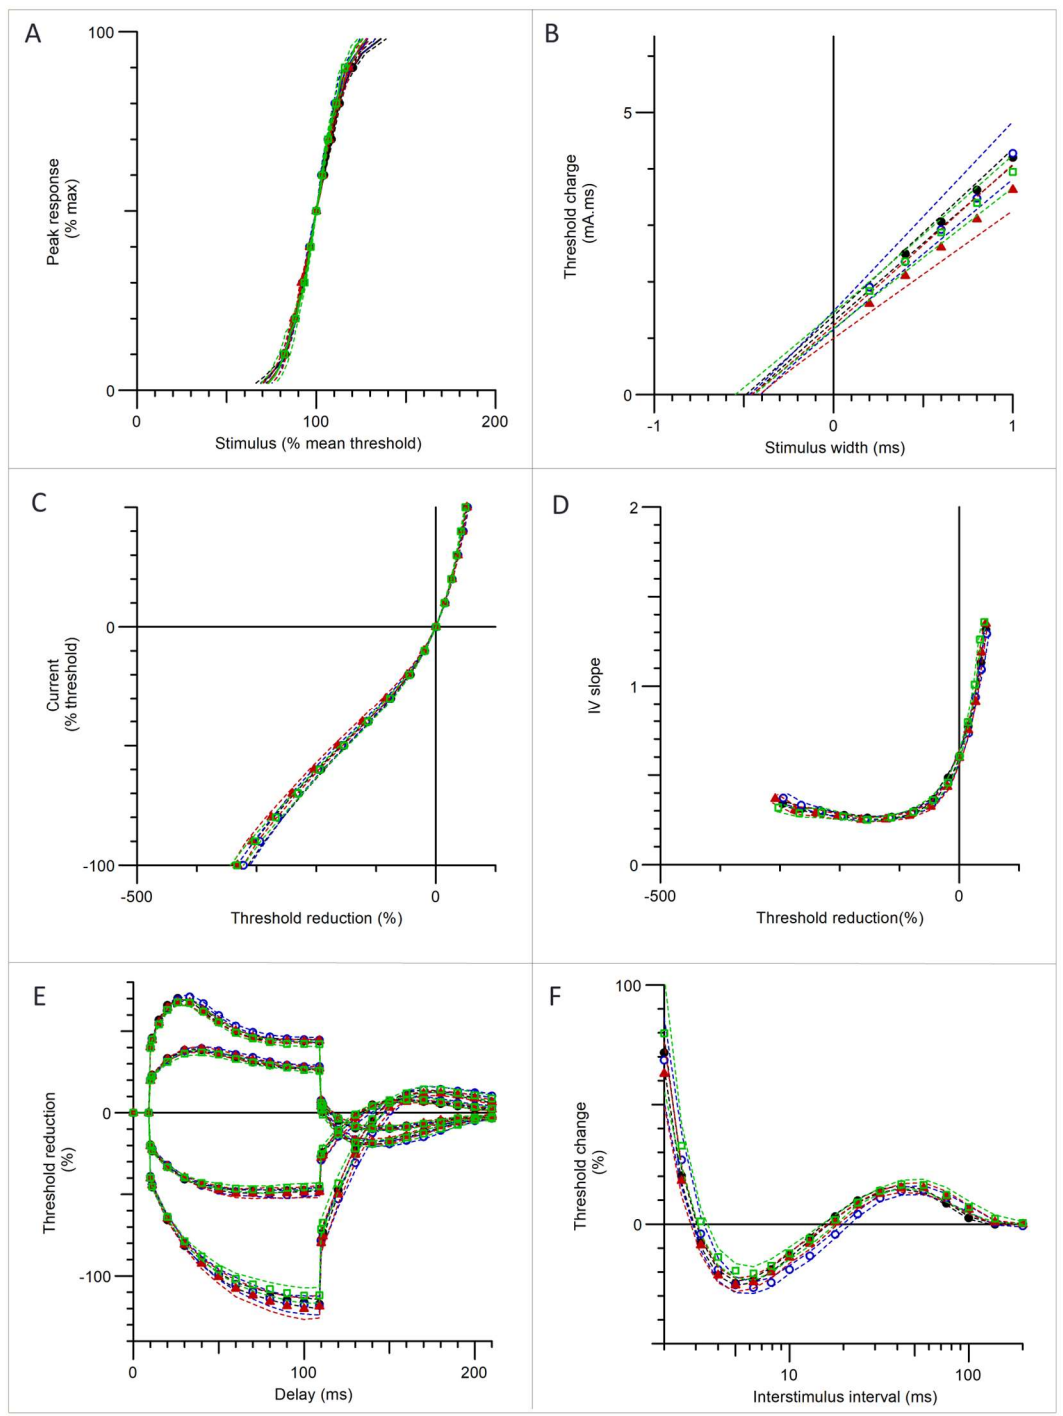 A
100
Peak response
(% max)
0
0
100
200
Stimulus (% mean threshold)
B
5
Threshold charge
(mA.ms)
0
-1
0
1
Stimulus width (ms)
C
0
Current
(% threshold)
-100
-500
0
Threshold reduction (%)
D
2
1
IV slope
0
-500
0
Threshold reduction(%)
E
0
Threshold reduction
(%)
-100
0
100
200
Delay (ms)
F
100
Threshold change
(%)
0
10
100
Interstimulus interval (ms)